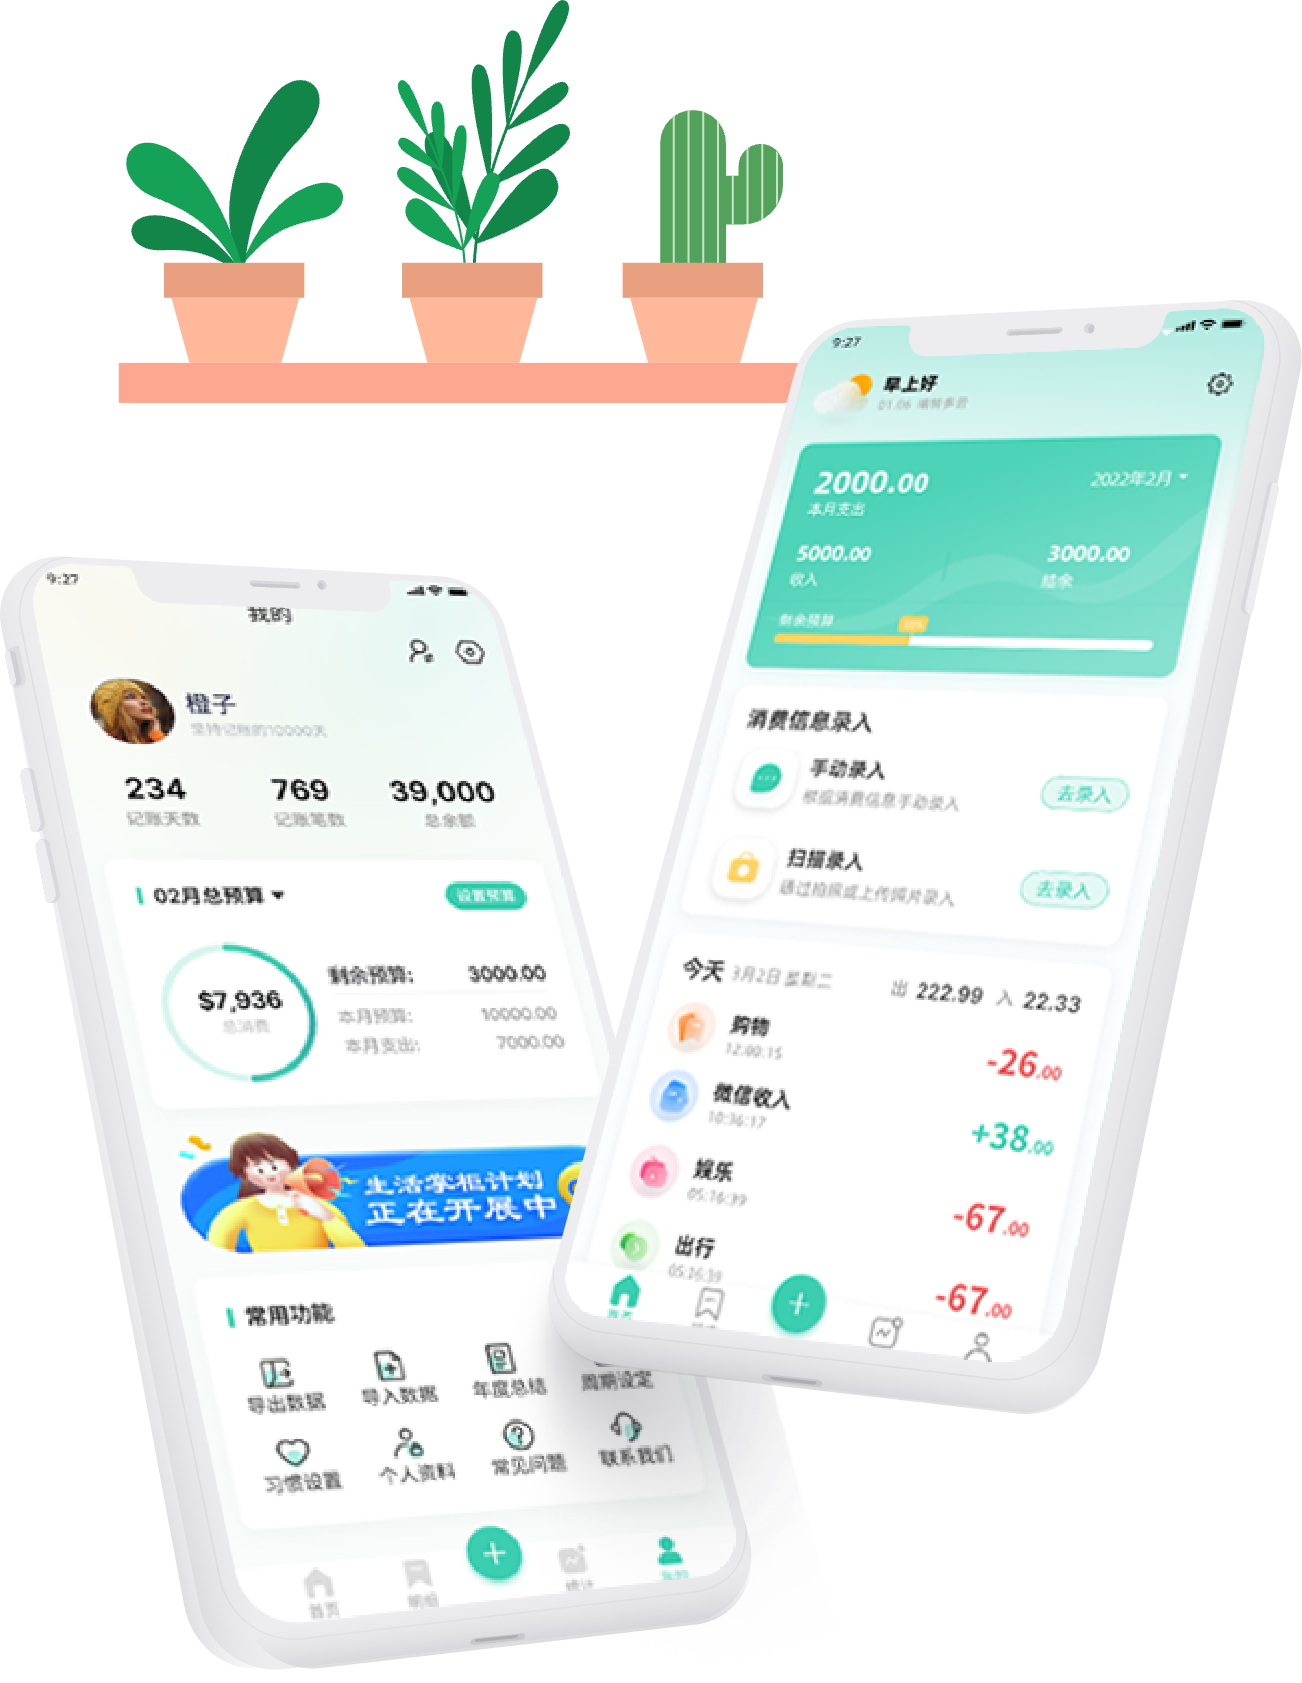 9:27
我的
橙子
坚持记账的10000天
234
769
39,000
记账天数
记账笔数
总余额
02月总预算
设置预算
$7,936
总消费
剩余预算:
3000.00
本月预算:
10000.00
本月支出:
7000.00
生活掌柜计划
正在开展中
常用功能
导出数据
导入数据
年度总结
周期设定
习惯设置
个人资料
常见问题
联系我们
首页
明细
统计
我的
9:27
早上好
01.06
2000.00
2022年2月
本月支出
5000.00
3000.00
收入
结余
剩余预算
消费信息录入
手动录入
根据消费信息手动录入
去录入
扫描录入
通过拍照或上传照片录入
去录入
今天 3月2日 星期二
出 222.99 入 22.33
购物
12:00:15
-26.00
微信收入
10:36:17
+38.00
娱乐
05:16:39
-67.00
出行
05:16:39
-67.00
首页